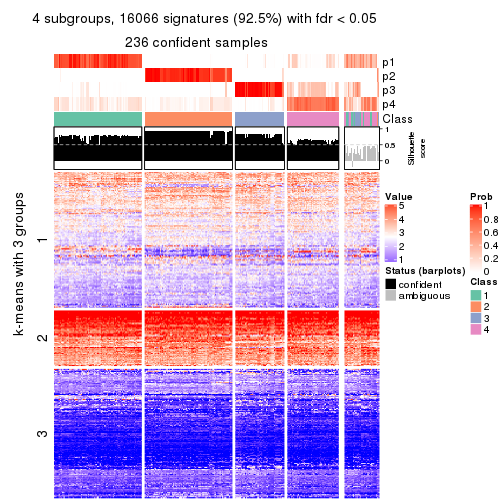 4 subgroups, 16066 signatures (92.5%) with fdr < 0.05
236 confident samples
p1
p2
p3
p4
Class
1
0.5
0
Silhouette
score
k-means with 3 groups
1
2
3
Value
5
4
3
2
1
Status (barplots)
confident
ambiguous
Prob
1
0.8
0.6
0.4
0.2
0
Class
1
2
3
4